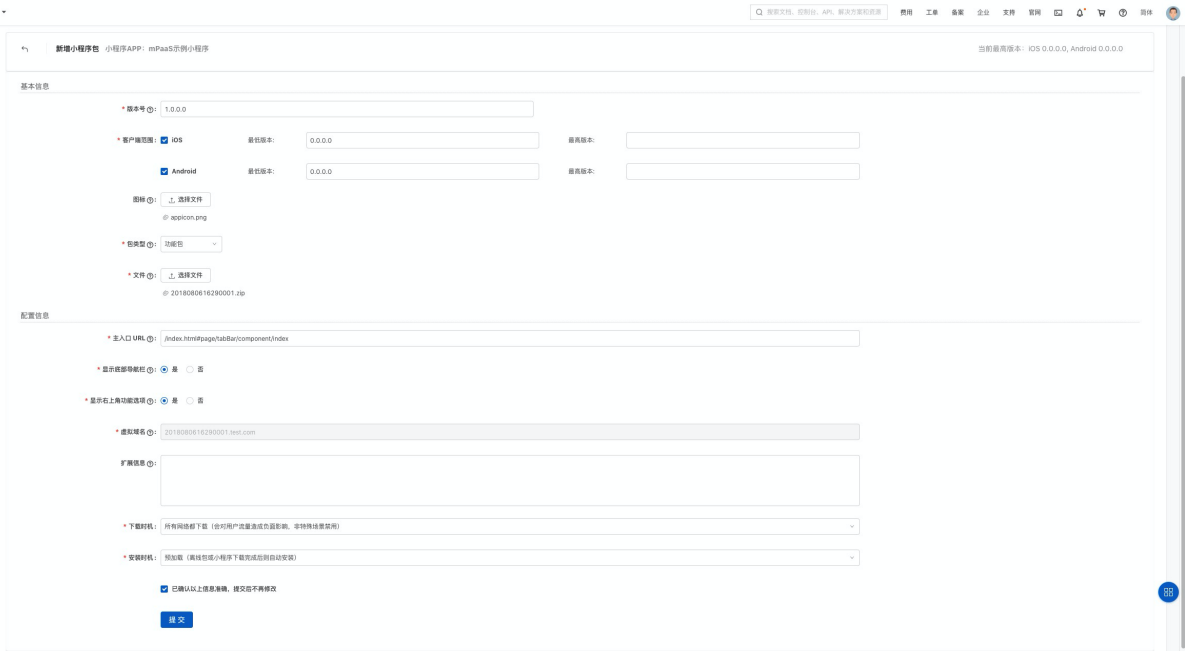 搜索文档、控制台、API、解决方案和资源 费用 工单 备案 企业 支持 官网 简体
新增小程序包 小程序APP：mPaaS示例小程序 当前最高版本：iOS 0.0.0.0, Android 0.0.0.0
基本信息
* 版本号: 1.0.0.0
* 客户端范围: iOS 最低版本: 0.0.0.0 最高版本:
Android 最低版本: 0.0.0.0 最高版本:
图标: 选择文件
appicon.png
* 包类型: 功能包
* 文件: 选择文件
2018080616290001.zip
配置信息
* 主入口 URL: /index.html#page/tabBar/component/index
* 显示底部导航栏: 是 否
* 显示右上角功能选项: 是 否
* 虚拟域名: 2018080616290001.test.com
扩展信息:
* 下载时机: 所有网络都下载（会对用户流量造成负面影响，非特殊场景禁用）
* 安装时机: 预加载（离线包或小程序下载完成后则自动安装）
已确认以上信息准确，提交后不再修改
提 交